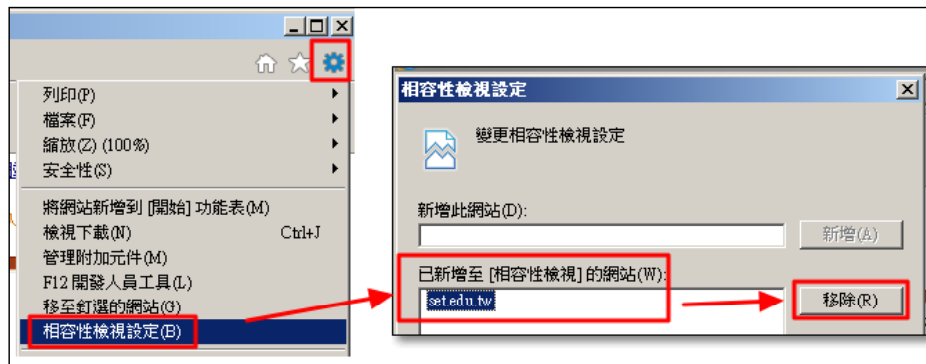 列印(P)
檔案(F)
縮放(Z) (100%)
安全性(S)
將網站新增到 [開始] 功能表(M)
檢視下載(N) Ctrl+J
管理附加元件(M)
F12 開發人員工具(L)
移至釘選的網站(G)
相容性檢視設定(B)
相容性檢視設定
變更相容性檢視設定
新增此網站(D):
新增(A)
已新增至 [相容性檢視] 的網站(W):
set.edu.tw
移除(R)